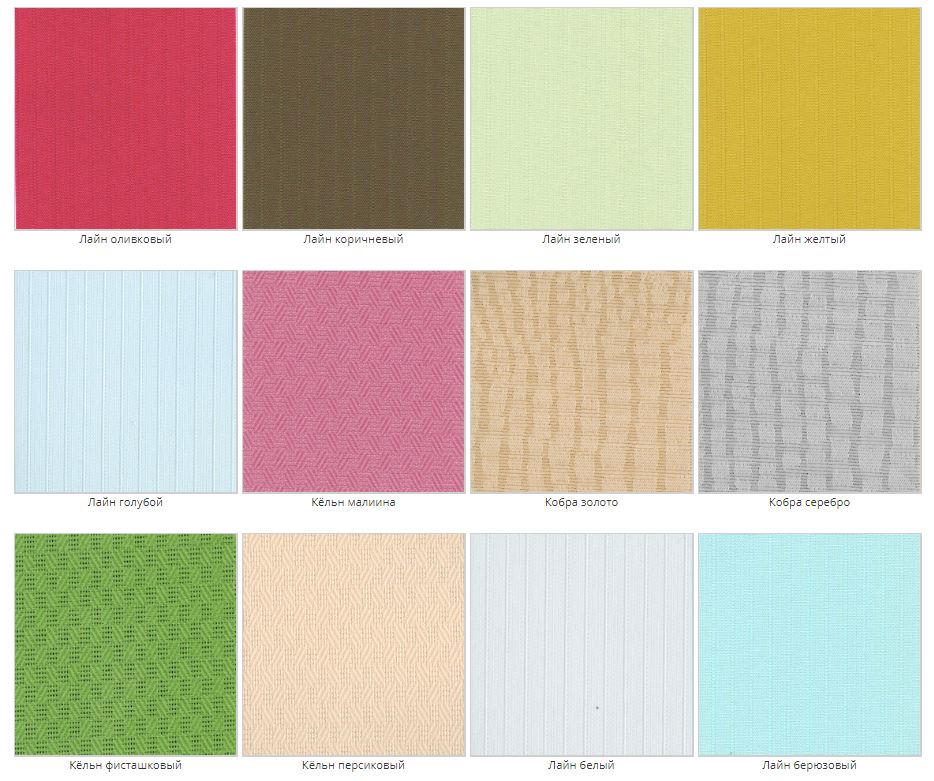 Лайн оливковый
Лайн коричневый
Лайн зеленый
Лайн желтый
Лайн голубой
Кёльн малиина
Кобра золото
Кобра серебро
Кёльн фисташковый
Кёльн персиковый
Лайн белый
Лайн берюзовый